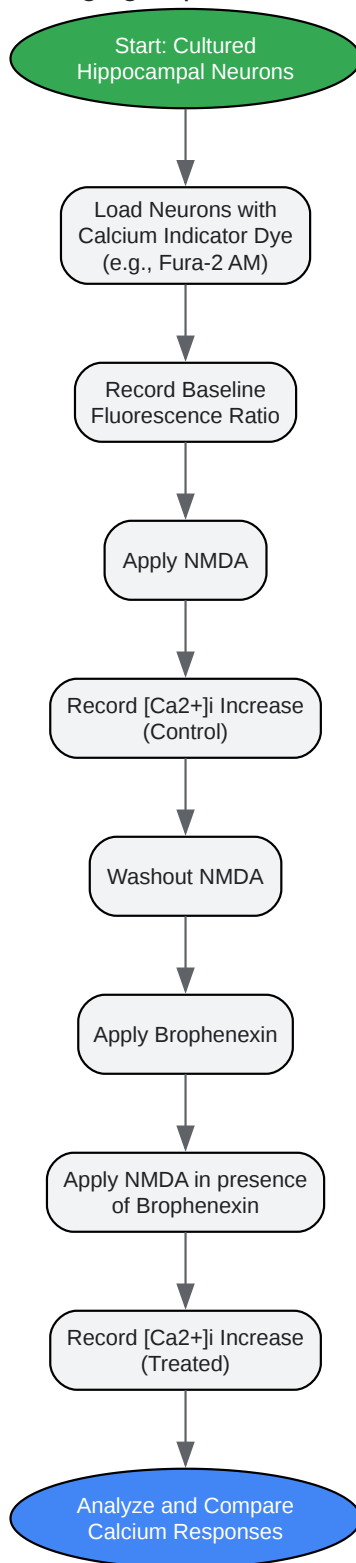 Start: Cultured
Hippocampal Neurons
Load Neurons with
Calcium Indicator Dye
(e.g., Fura-2 AM)
Record Baseline
Fluorescence Ratio
Apply NMDA
Record [Ca2+]i Increase
(Control)
Washout NMDA
Apply Brophenexin
Apply NMDA in presence
of Brophenexin
Record [Ca2+]i Increase
(Treated)
Analyze and Compare
Calcium Responses